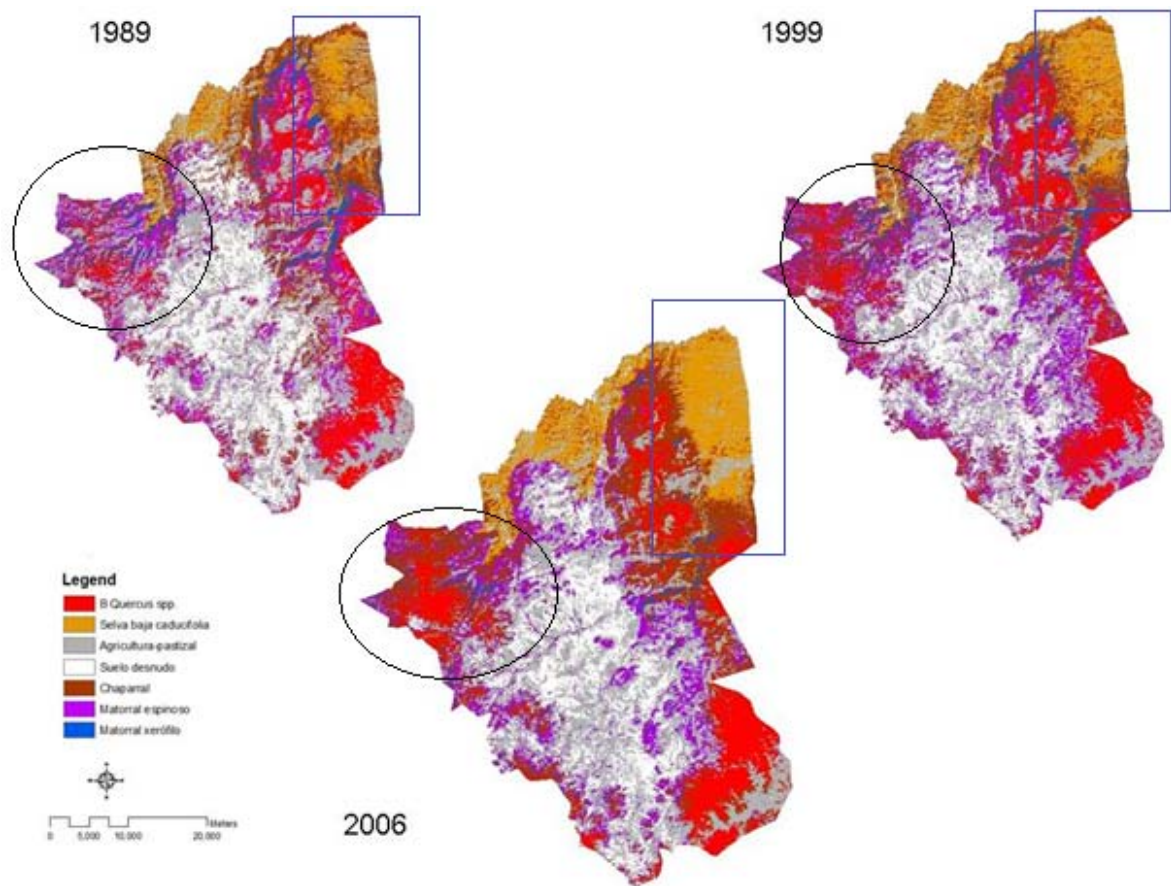 1989
1999
2006
Legend
B Quercus spp.
Selva baja caducifolia
Agricultura-pastizal
Suelo desnudo
Chaparral
Matorral espinoso
Matorral xerófilo
Meters
0 5,000 10,000 20,000